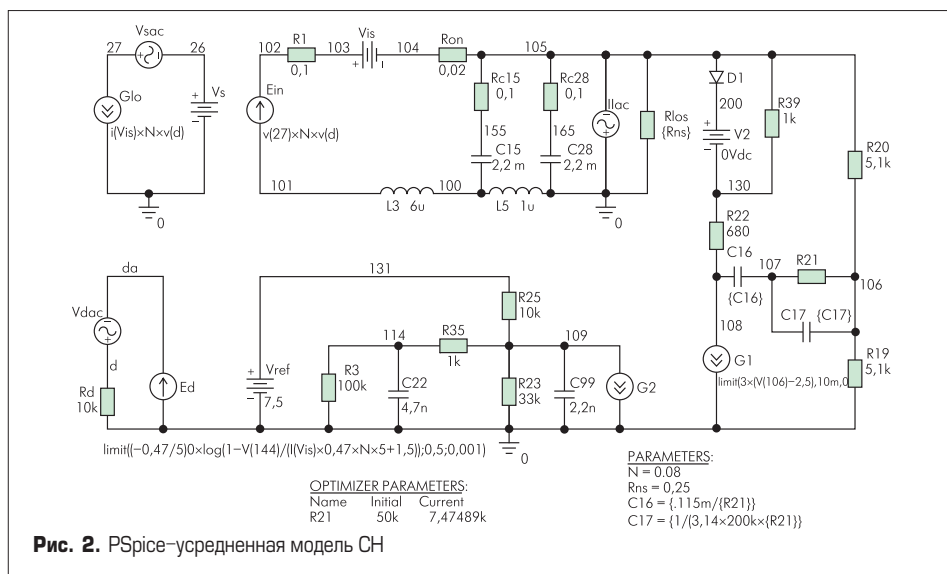 Vsac
27
26
Glo
Vs
i(Vis)×N×v(d)
0
102
R1
0,1
103
Vis
104
Ron
0,02
105
Ein
v(27)×N×v(d)
101
L3 6u
100
L5 1u
0
Rc15
0,1
155
C15
2,2 m
Rc28
0,1
165
C28
2,2 m
Ilac
Rlos
{Rns}
D1
200
V2
0Vdc
R39
1k
130
R20
5,1k
R22
680
C16
{C16}
107
R21
106
C17
{C17}
108
G1
limit(3×(V(106)–2,5),10m,0
R19
5,1k
da
Vdac
d
Rd
10k
Ed
131
Vref
7,5
R25
10k
114
R35
1k
109
R3
100k
C22
4,7n
R23
33k
C99
2,2n
G2
0
limit((–0,47/5)0×log(1–V(144)/(I(Vis)×0,47×N×5+1,5));0,5;0,001)
OPTIMIZER PARAMETERS:
Name Initial Current
R21 50k 7,47489k
PARAMETERS:
N = 0.08
Rns = 0,25
C16 = {.115m/{R21}}
C17 = {1/(3,14×200k×{R21}}
Рис. 2. PSpice–усредненная модель СН